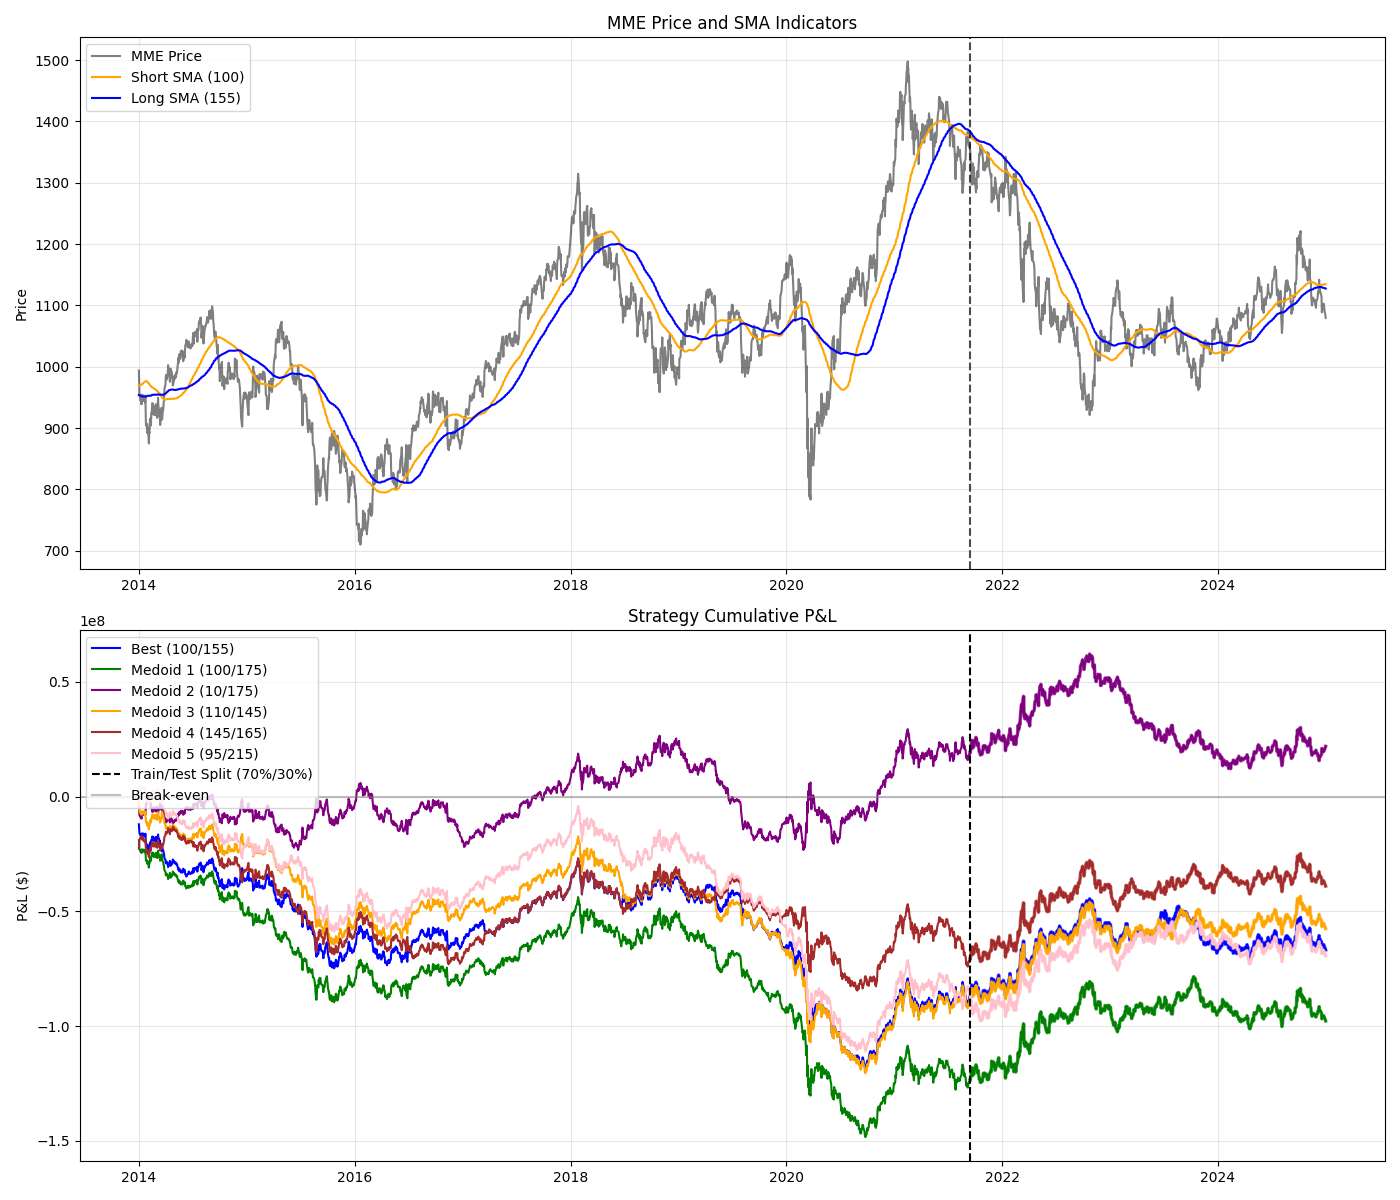 MME Price and SMA Indicators
MME Price
Short SMA (100)
Long SMA (155)
Price
1500
1400
1300
1200
1100
1000
900
800
700
2014
2016
2018
2020
2022
2024
Strategy Cumulative P&L
1e8
Best (100/155)
Medoid 1 (100/175)
Medoid 2 (10/175)
Medoid 3 (110/145)
Medoid 4 (145/165)
Medoid 5 (95/215)
Train/Test Split (70%/30%)
Break-even
P&L ($)
0.5
0.0
−0.5
−1.0
−1.5
2014
2016
2018
2020
2022
2024